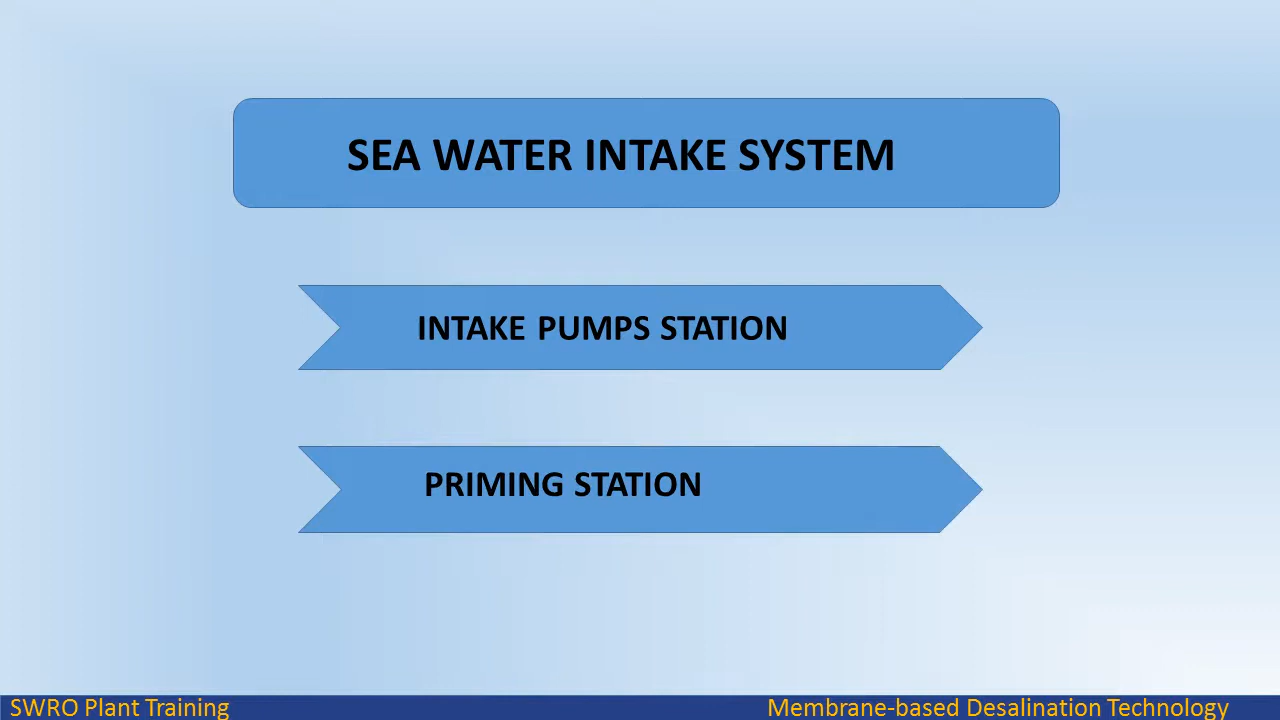 SEA WATER INTAKE SYSTEM
INTAKE PUMPS STATION
PRIMING STATION
SWRO Plant Training
Membrane-based Desalination Technology